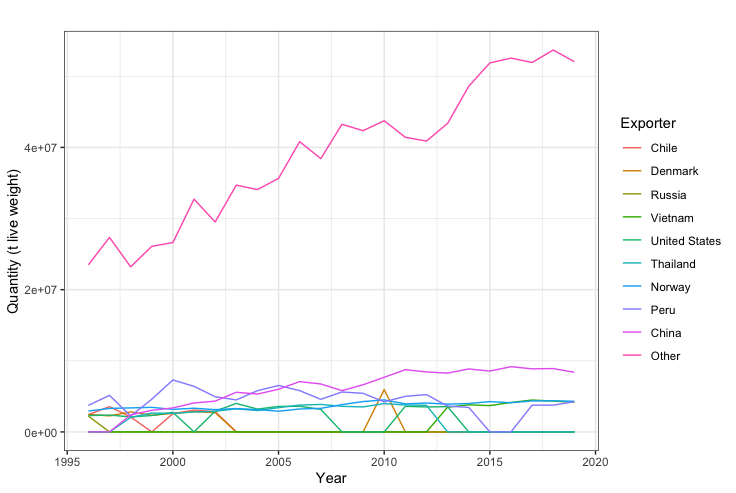 Quantity (t live weight)
4e+07
2e+07
0e+00
1995
2000
2005
2010
2015
2020
Year
Exporter
Chile
Denmark
Russia
Vietnam
United States
Thailand
Norway
Peru
China
Other